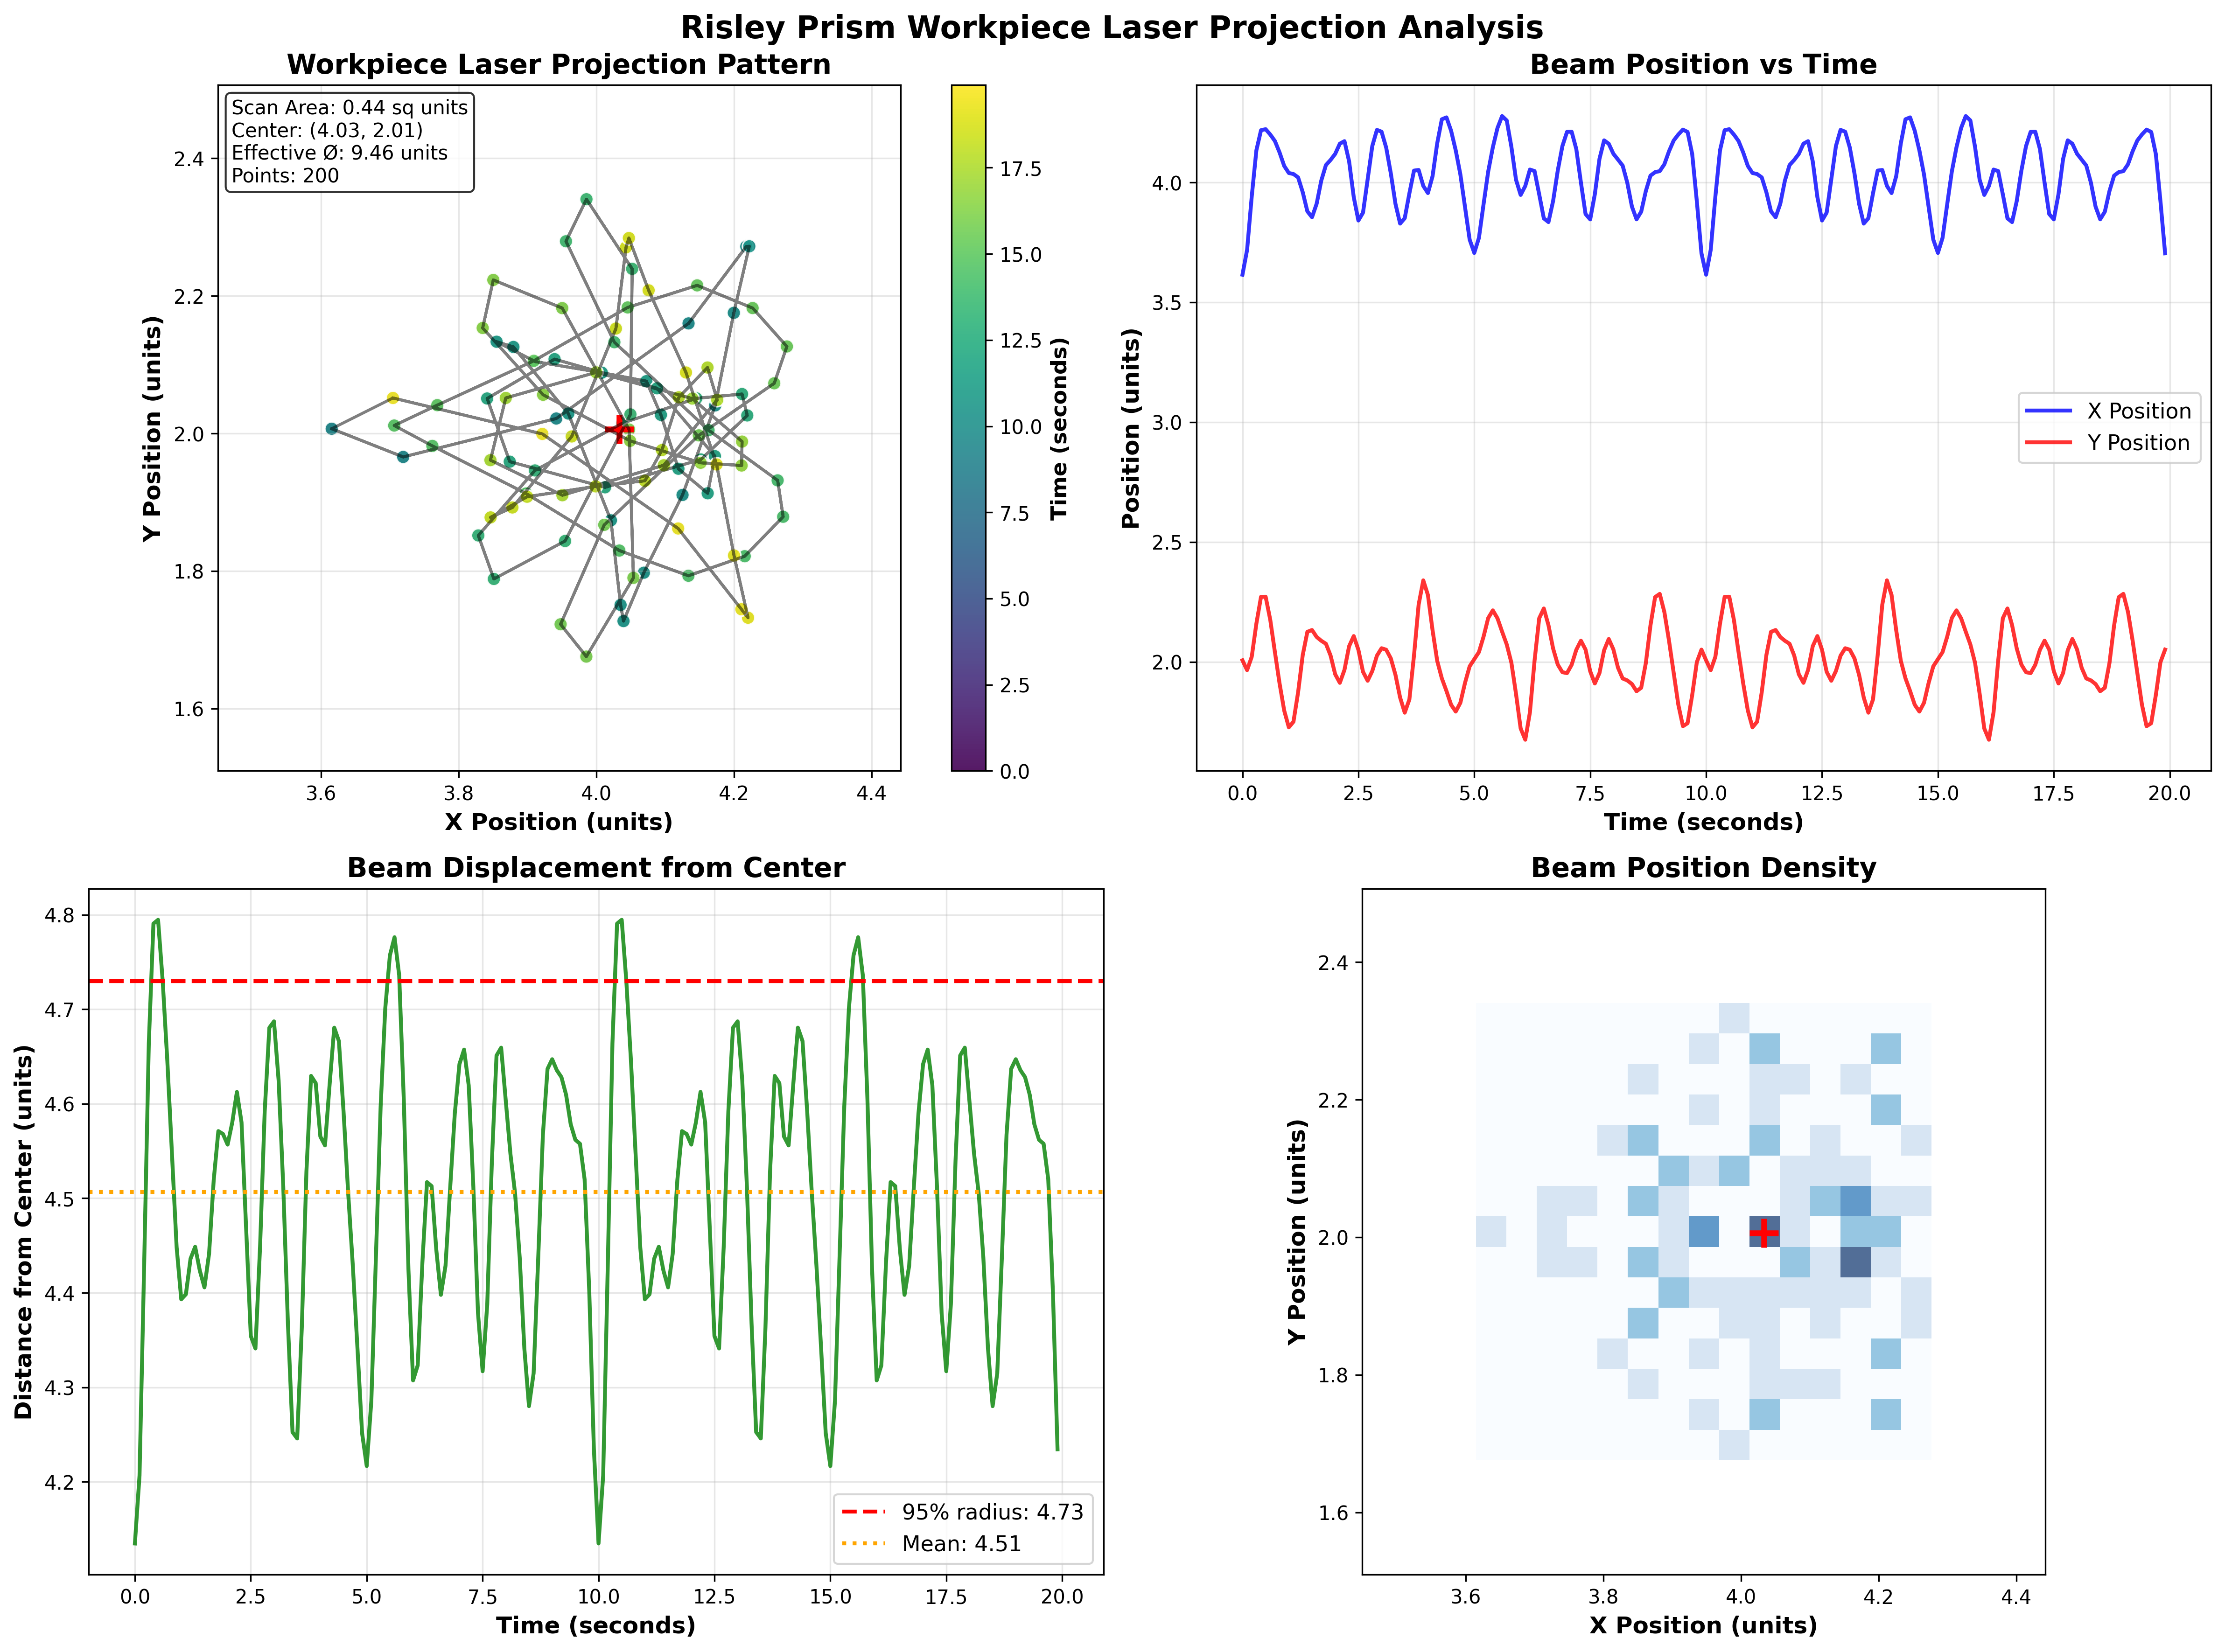 Risley Prism Workpiece Laser Projection Analysis
Workpiece Laser Projection Pattern
Scan Area: 0.44 sq units
Center: (4.03, 2.01)
Effective Ø: 9.46 units
Points: 200
2.4
2.2
2.0
1.8
1.6
Y Position (units)
3.6 3.8 4.0 4.2 4.4
X Position (units)
17.5
15.0
12.5
10.0
7.5
5.0
2.5
0.0
Time (seconds)
Beam Position vs Time
4.0
3.5
3.0
2.5
2.0
Position (units)
X Position
Y Position
0.0 2.5 5.0 7.5 10.0 12.5 15.0 17.5 20.0
Time (seconds)
Beam Displacement from Center
4.8
4.7
4.6
4.5
4.4
4.3
4.2
Distance from Center (units)
95% radius: 4.73
Mean: 4.51
0.0 2.5 5.0 7.5 10.0 12.5 15.0 17.5 20.0
Time (seconds)
Beam Position Density
2.4
2.2
2.0
1.8
1.6
Y Position (units)
3.6 3.8 4.0 4.2 4.4
X Position (units)